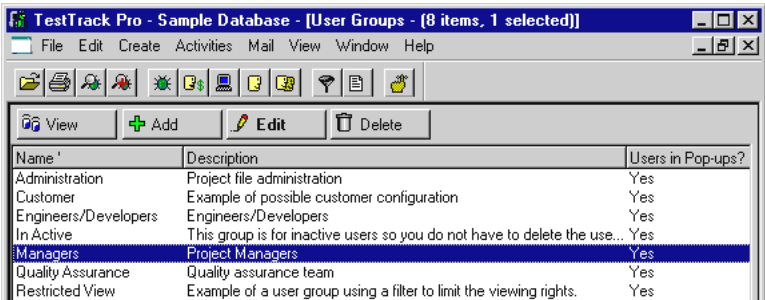 TestTrack Pro - Sample Database - [User Groups - (8 items, 1 selected)]
File Edit Create Activities Mail View Window Help
View Add Edit Delete
Name ' Description Users in Pop-ups?
Administration Project file administration Yes
Customer Example of possible customer configuration Yes
Engineers/Developers Engineers/Developers Yes
In Active This group is for inactive users so you do not have to delete the use... Yes
Managers Project Managers Yes
Quality Assurance Quality assurance team Yes
Restricted View Example of a user group using a filter to limit the viewing rights. Yes